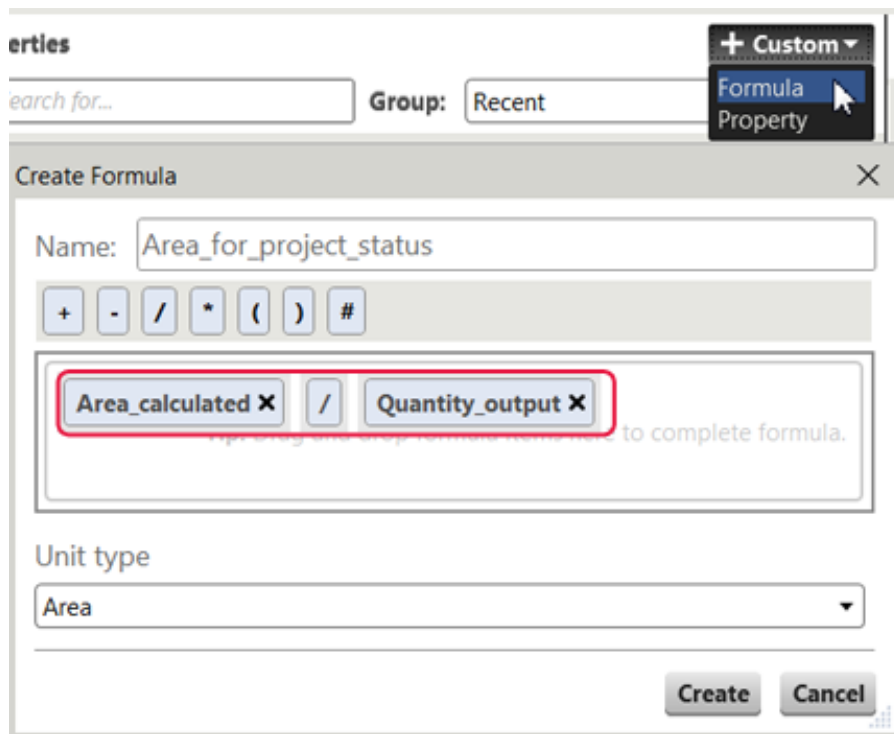 erties
+ Custom
Search for...
Group: Recent
Formula
Property
Create Formula
Name: Area_for_project_status
+ - / * ( ) #
Area_calculated × / Quantity_output ×
to complete formula.
Unit type
Area
Create Cancel